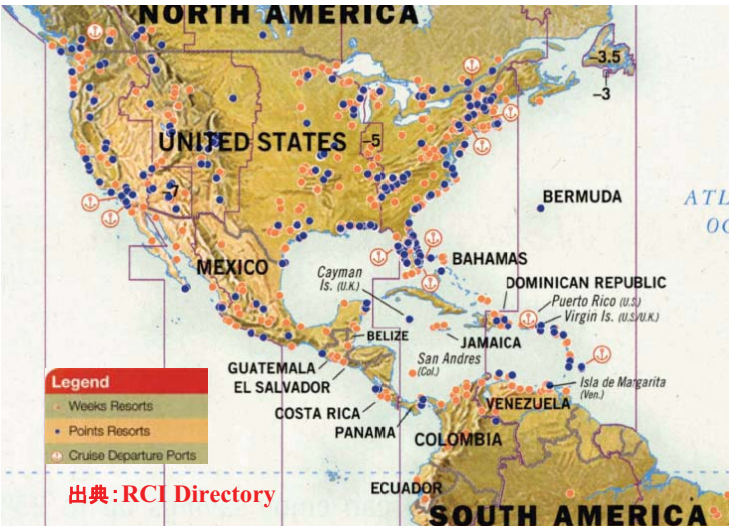 NORTH AMERICA
-3.5
-3
UNITED STATES
-5
-7
BERMUDA
ATL
OC
MEXICO
Cayman
Is. (U.K.)
BAHAMAS
DOMINICAN REPUBLIC
Puerto Rico (U.S.)
Virgin Is. (U.S./U.K.)
BELIZE
JAMAICA
GUATEMALA
San Andres
(Col.)
EL SALVADOR
Isla de Margarita
(Ven.)
COSTA RICA
VENEZUELA
PANAMA
COLOMBIA
ECUADOR
SOUTH AMERICA
Legend
Weeks Resorts
Points Resorts
Cruise Departure Ports
出典:RCI Directory